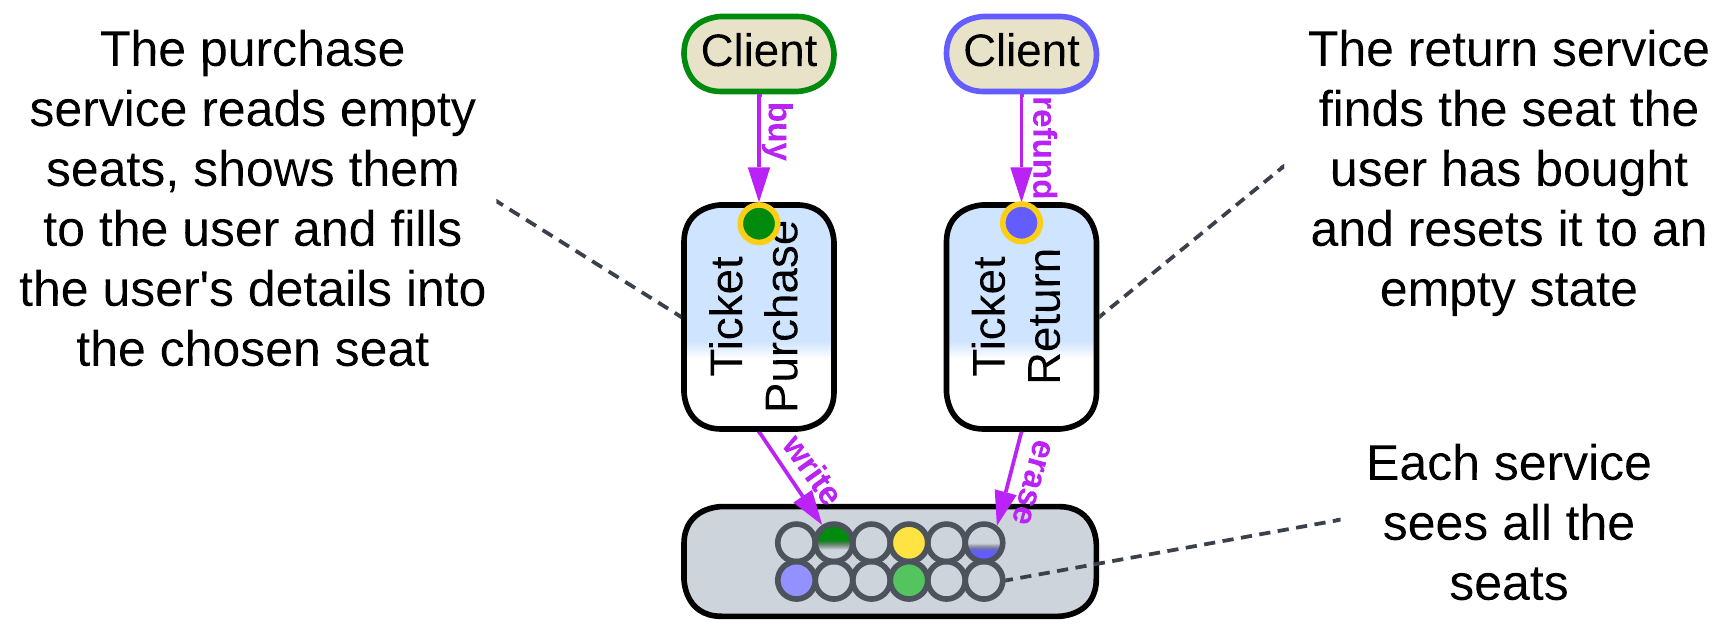 The purchase
service reads empty
seats, shows them
to the user and fills
the user's details into
the chosen seat
Client
buy
Ticket
Purchase
write
Client
refund
Ticket
Return
erase
The return service
finds the seat the
user has bought
and resets it to an
empty state
Each service
sees all the
seats